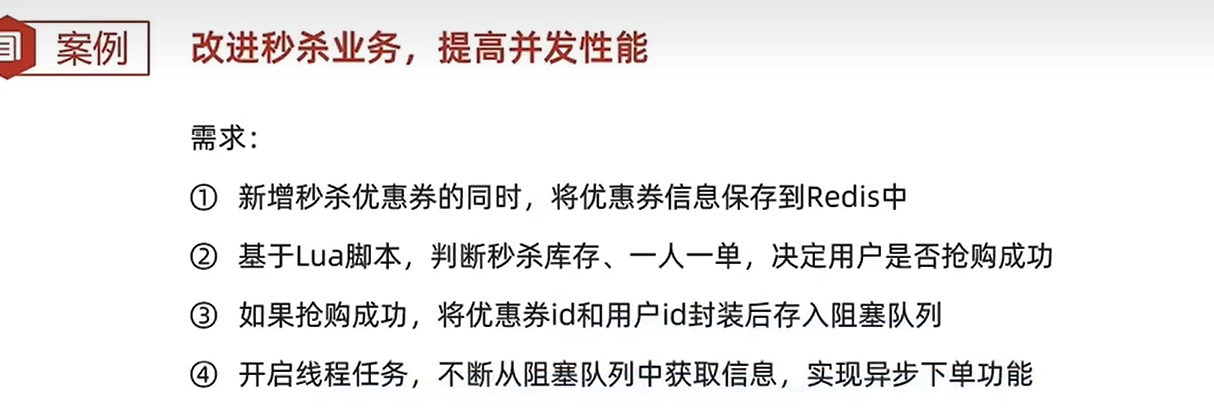 案例
改进秒杀业务，提高并发性能
需求：
① 新增秒杀优惠券的同时，将优惠券信息保存到Redis中
② 基于Lua脚本，判断秒杀库存、一人一单，决定用户是否抢购成功
③ 如果抢购成功，将优惠券id和用户id封装后存入阻塞队列
④ 开启线程任务，不断从阻塞队列中获取信息，实现异步下单功能